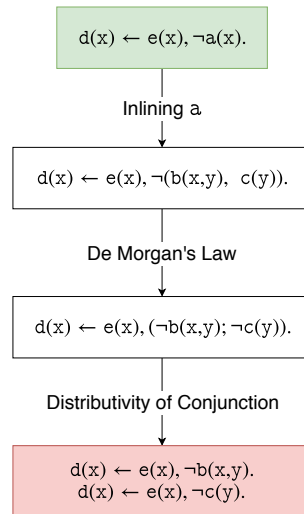 d(x) ← e(x), ¬a(x).
Inlining a
d(x) ← e(x), ¬(b(x,y), c(y)).
De Morgan's Law
d(x) ← e(x), (¬b(x,y); ¬c(y)).
Distributivity of Conjunction
d(x) ← e(x), ¬b(x,y).
d(x) ← e(x), ¬c(y).